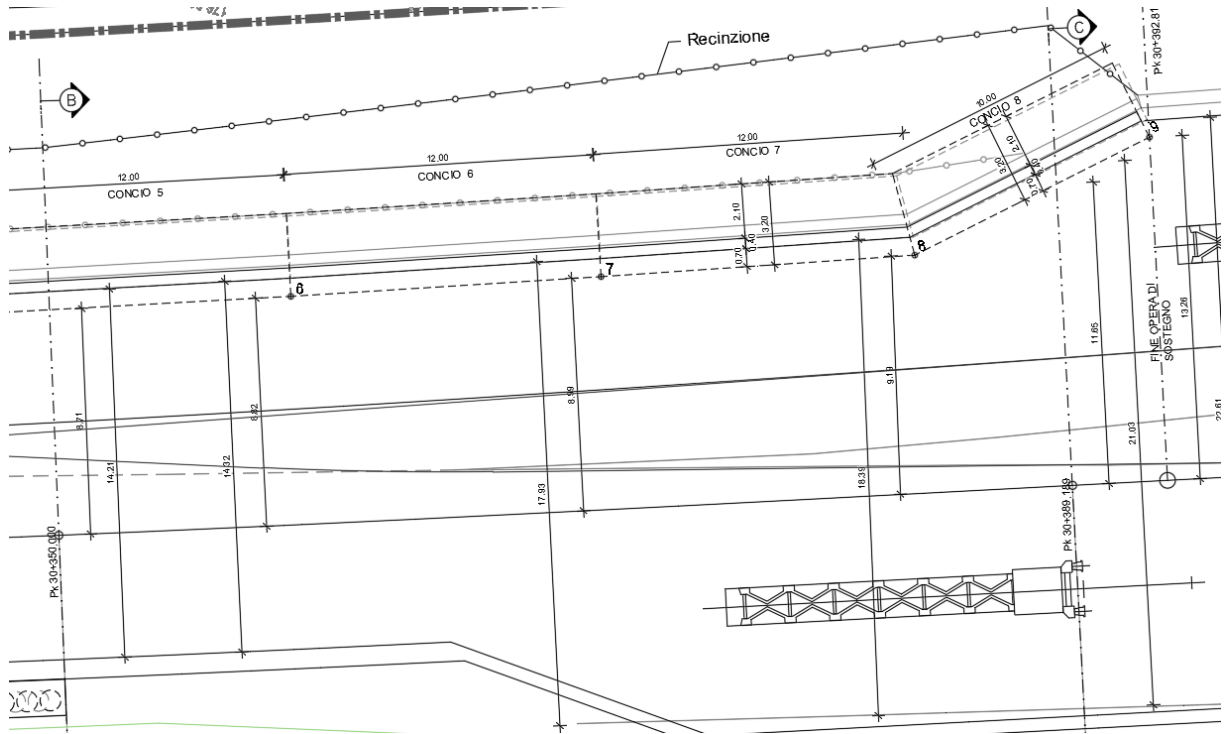 Recinzione
B
C
Pk 30+392.81
10.00
CONCIO 8
2.10
0.40
3.20
0.70
12.00
CONCIO 7
12.00
CONCIO 6
12.00
CONCIO 5
2.10
3.20
0.40
0.70
6
7
8
9
FINE OPERA DI
SOSTEGNO
13,26
11.65
9.19
8.99
8.82
8.71
14.21
14.32
17.93
18.39
21.03
22.61
Pk 30+350.000
Pk 30+389.189